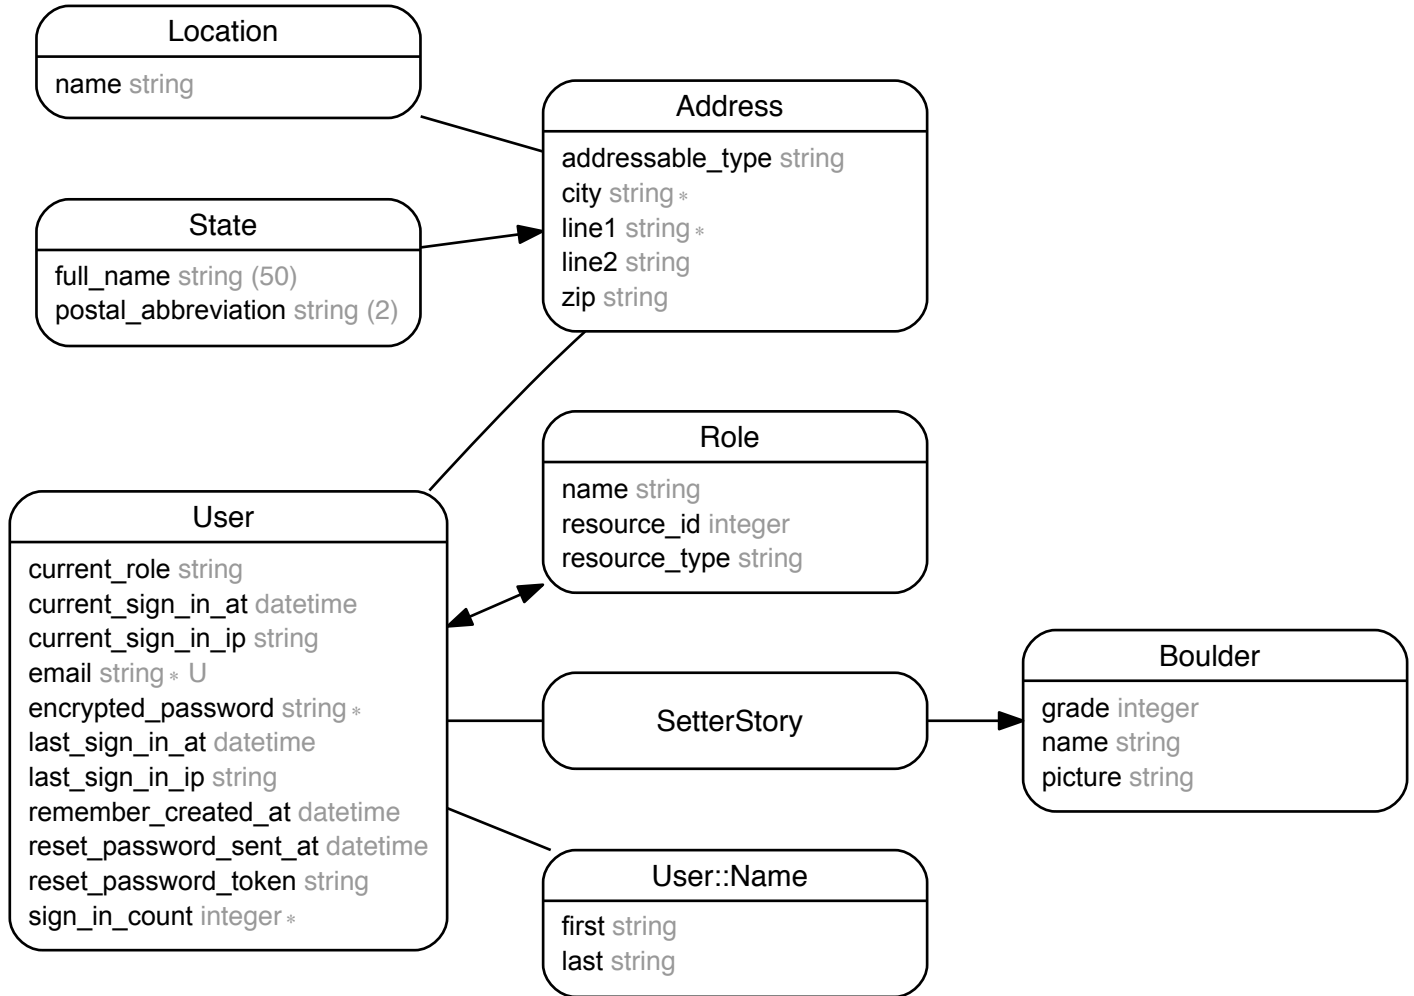 Location
name string
State
full_name string (50)
postal_abbreviation string (2)
Address
addressable_type string
city string *
line1 string *
line2 string
zip string
User
current_role string
current_sign_in_at datetime
current_sign_in_ip string
email string * U
encrypted_password string *
last_sign_in_at datetime
last_sign_in_ip string
remember_created_at datetime
reset_password_sent_at datetime
reset_password_token string
sign_in_count integer *
Role
name string
resource_id integer
resource_type string
SetterStory
User::Name
first string
last string
Boulder
grade integer
name string
picture string